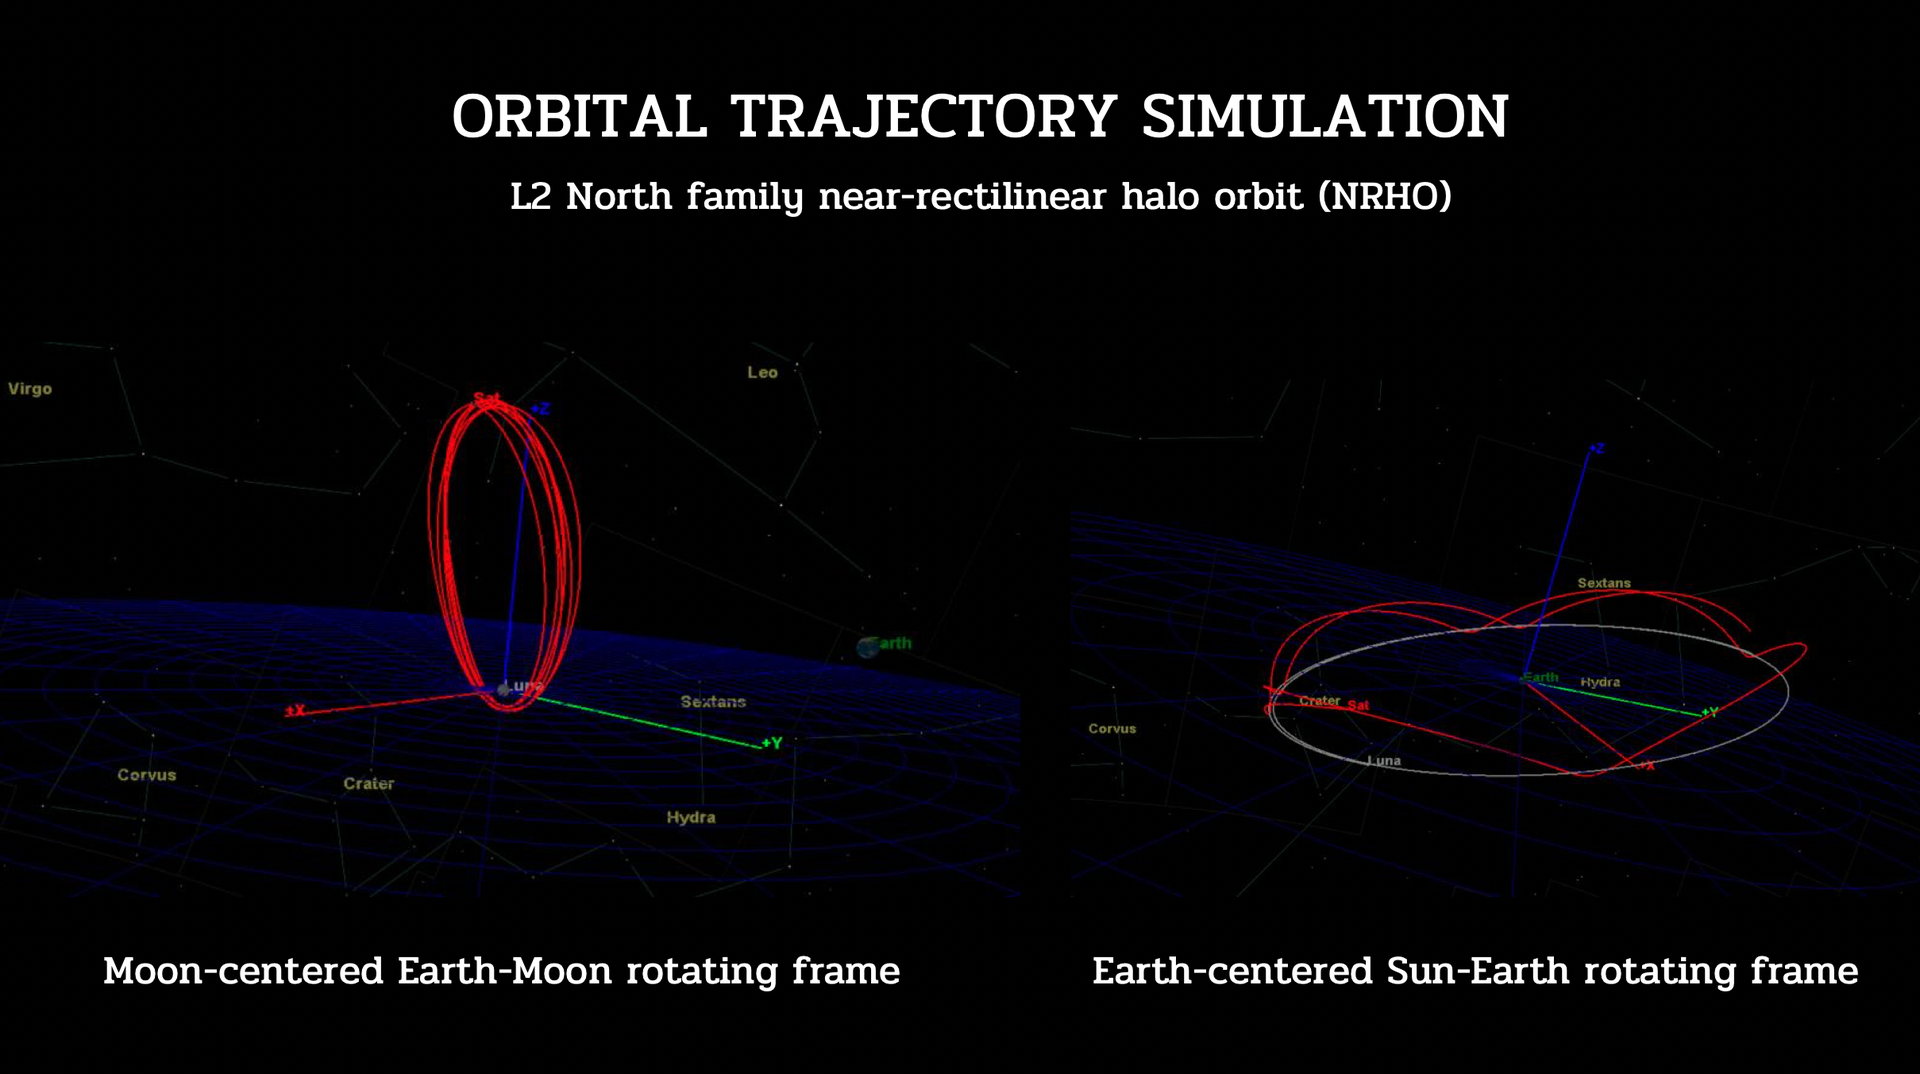 ORBITAL TRAJECTORY SIMULATION
L2 North family near-rectilinear halo orbit (NRHO)
Virgo
Leo
Sat
+Z
Earth
Luna
+X
Sextans
+Y
Corvus
Crater
Hydra
+Z
Sextans
Earth
Hydra
Crater
Sat
+Y
Corvus
Luna
+X
Moon-centered Earth-Moon rotating frame
Earth-centered Sun-Earth rotating frame